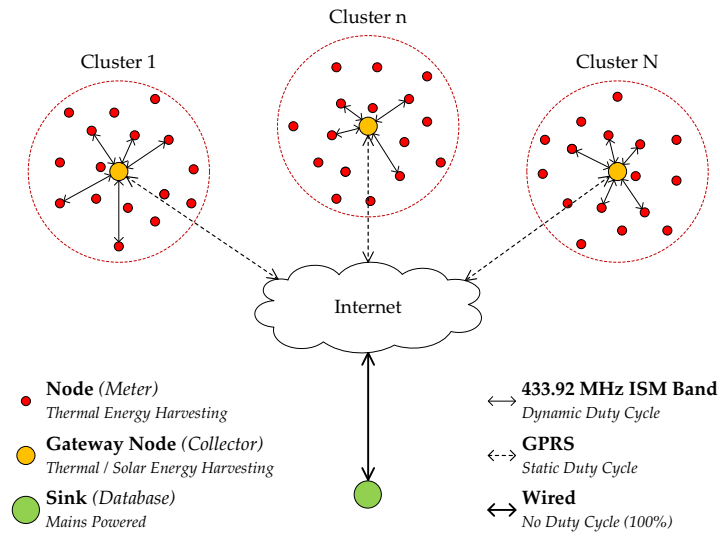 Cluster n
Cluster 1
Cluster N
Internet
Node (Meter)
Thermal Energy Harvesting
Gateway Node (Collector)
Thermal / Solar Energy Harvesting
Sink (Database)
Mains Powered
433.92 MHz ISM Band
Dynamic Duty Cycle
GPRS
Static Duty Cycle
Wired
No Duty Cycle (100%)